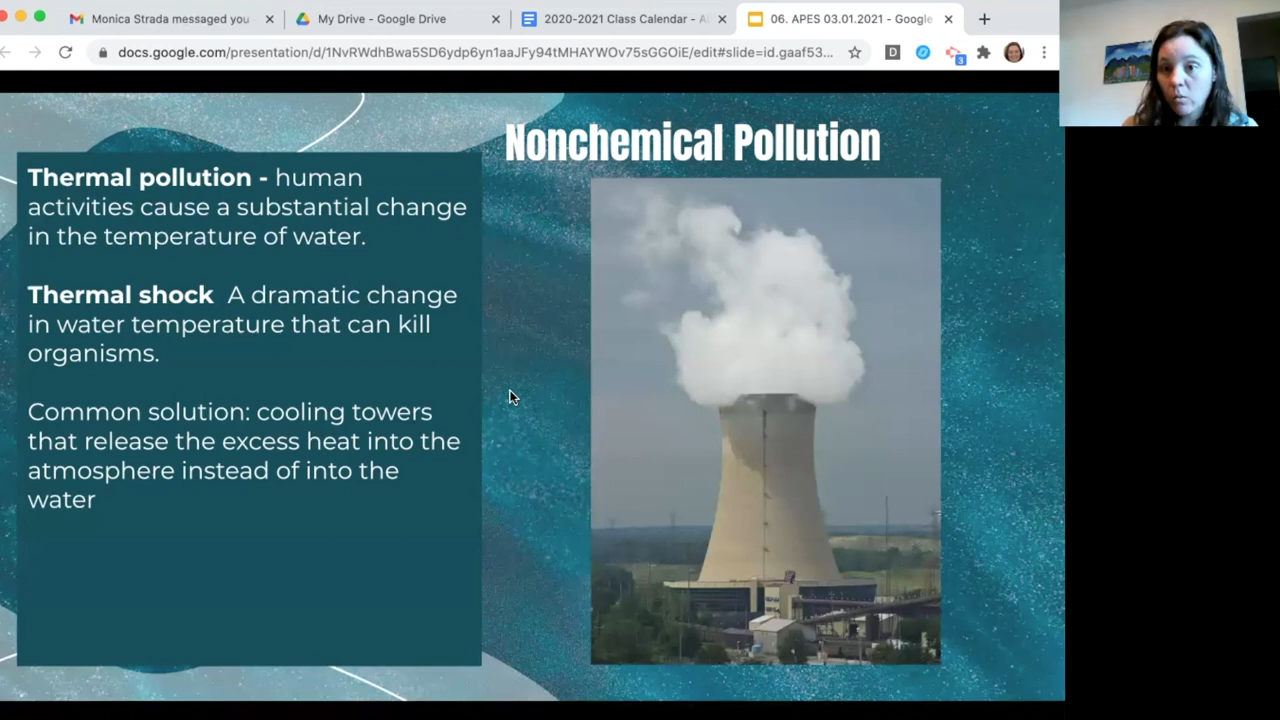 Monica Strada messaged you
My Drive - Google Drive
2020-2021 Class Calendar - A
06. APES 03.01.2021 - Google
docs.google.com/presentation/d/1NvRWdhBwa5SD6ydp6yn1aaJFy94tMHAYWOv75sGGOiE/edit#slide=id.gaaf53...
D
3
Nonchemical Pollution
Thermal pollution - human
activities cause a substantial change
in the temperature of water.
Thermal shock A dramatic change
in water temperature that can kill
organisms.
Common solution: cooling towers
that release the excess heat into the
atmosphere instead of into the
water